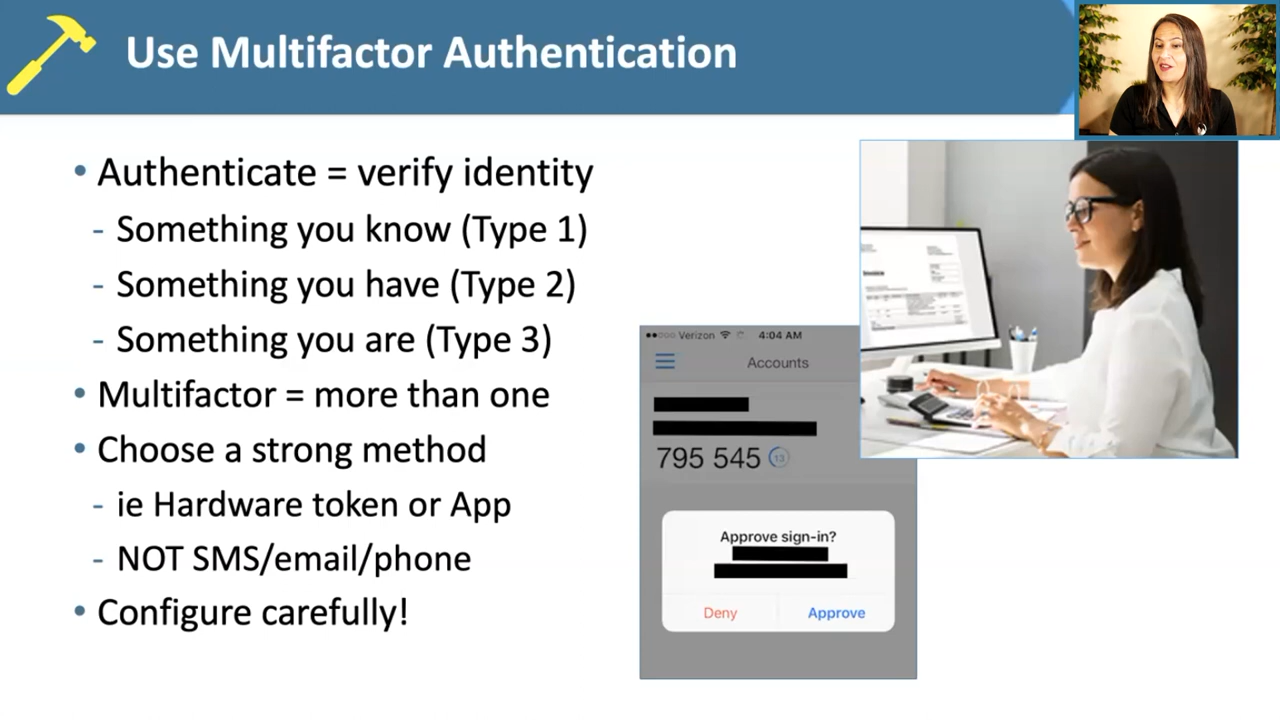 Use Multifactor Authentication
• Authenticate = verify identity
- Something you know (Type 1)
- Something you have (Type 2)
- Something you are (Type 3)
• Multifactor = more than one
• Choose a strong method
- ie Hardware token or App
- NOT SMS/email/phone
• Configure carefully!
Verizon 4:04 AM
Accounts
795 545 13
Approve sign-in?
Deny Approve
Invoice